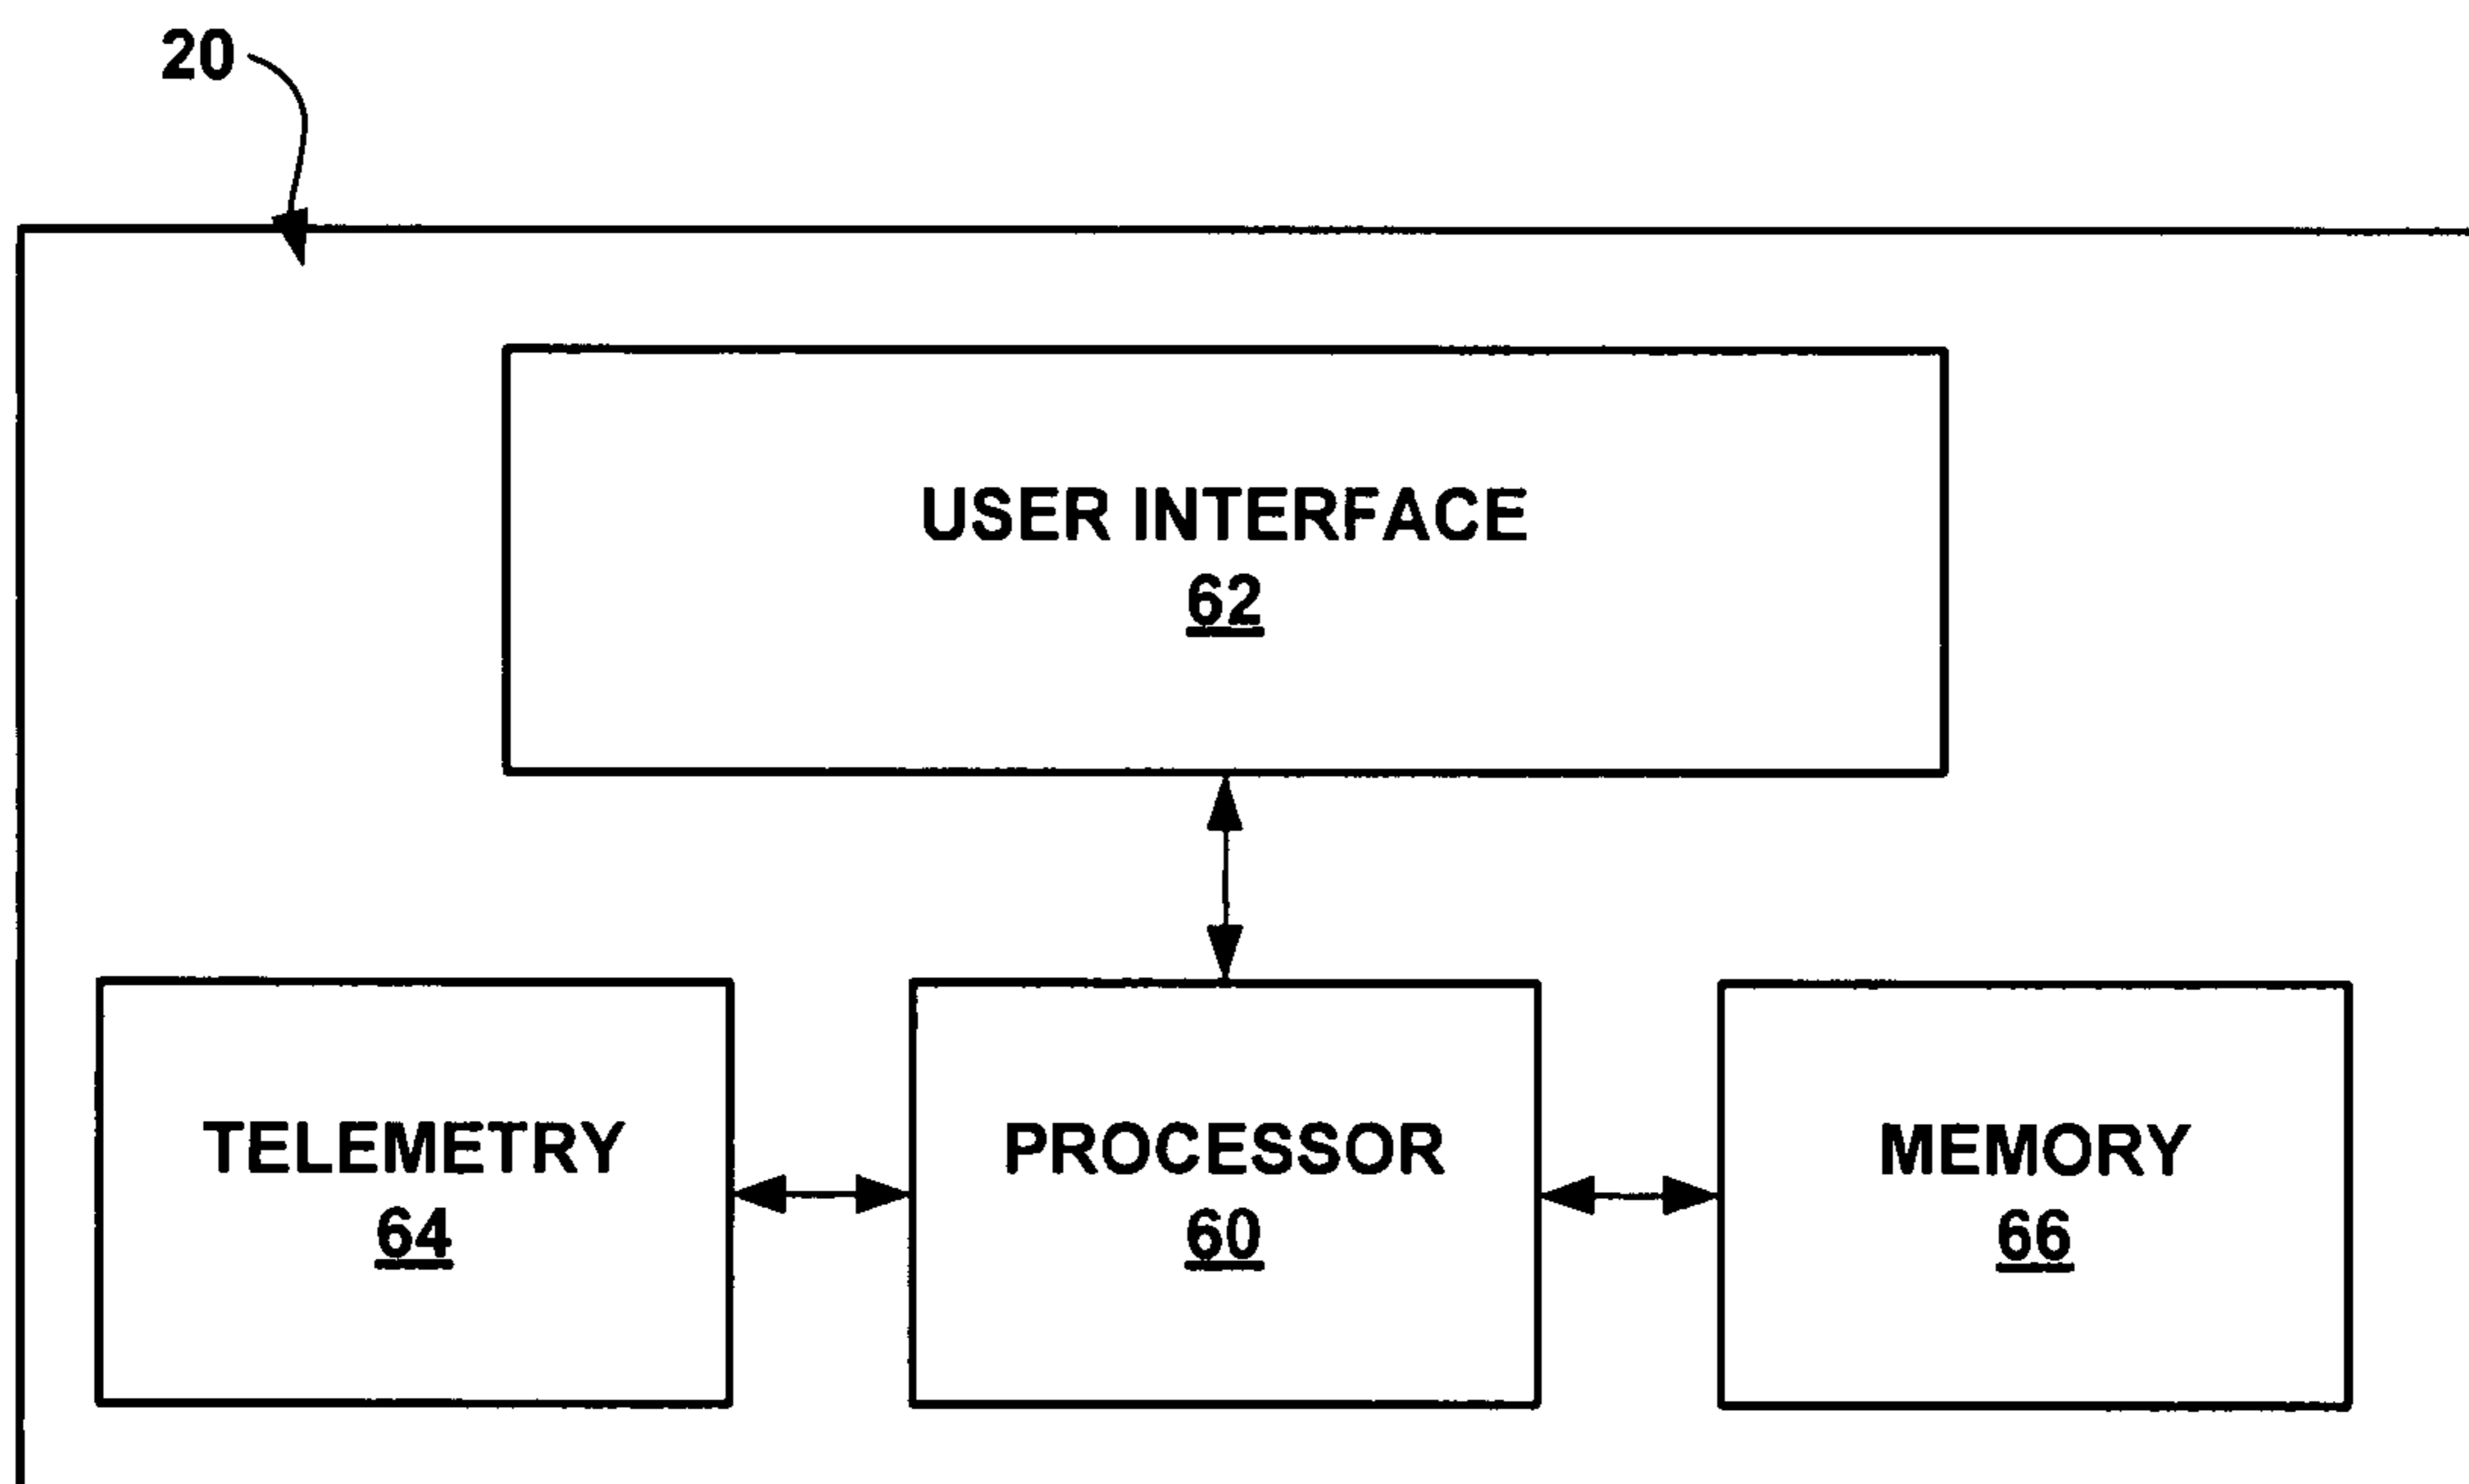 20
USER INTERFACE
62
TELEMETRY
64
PROCESSOR
60
MEMORY
66